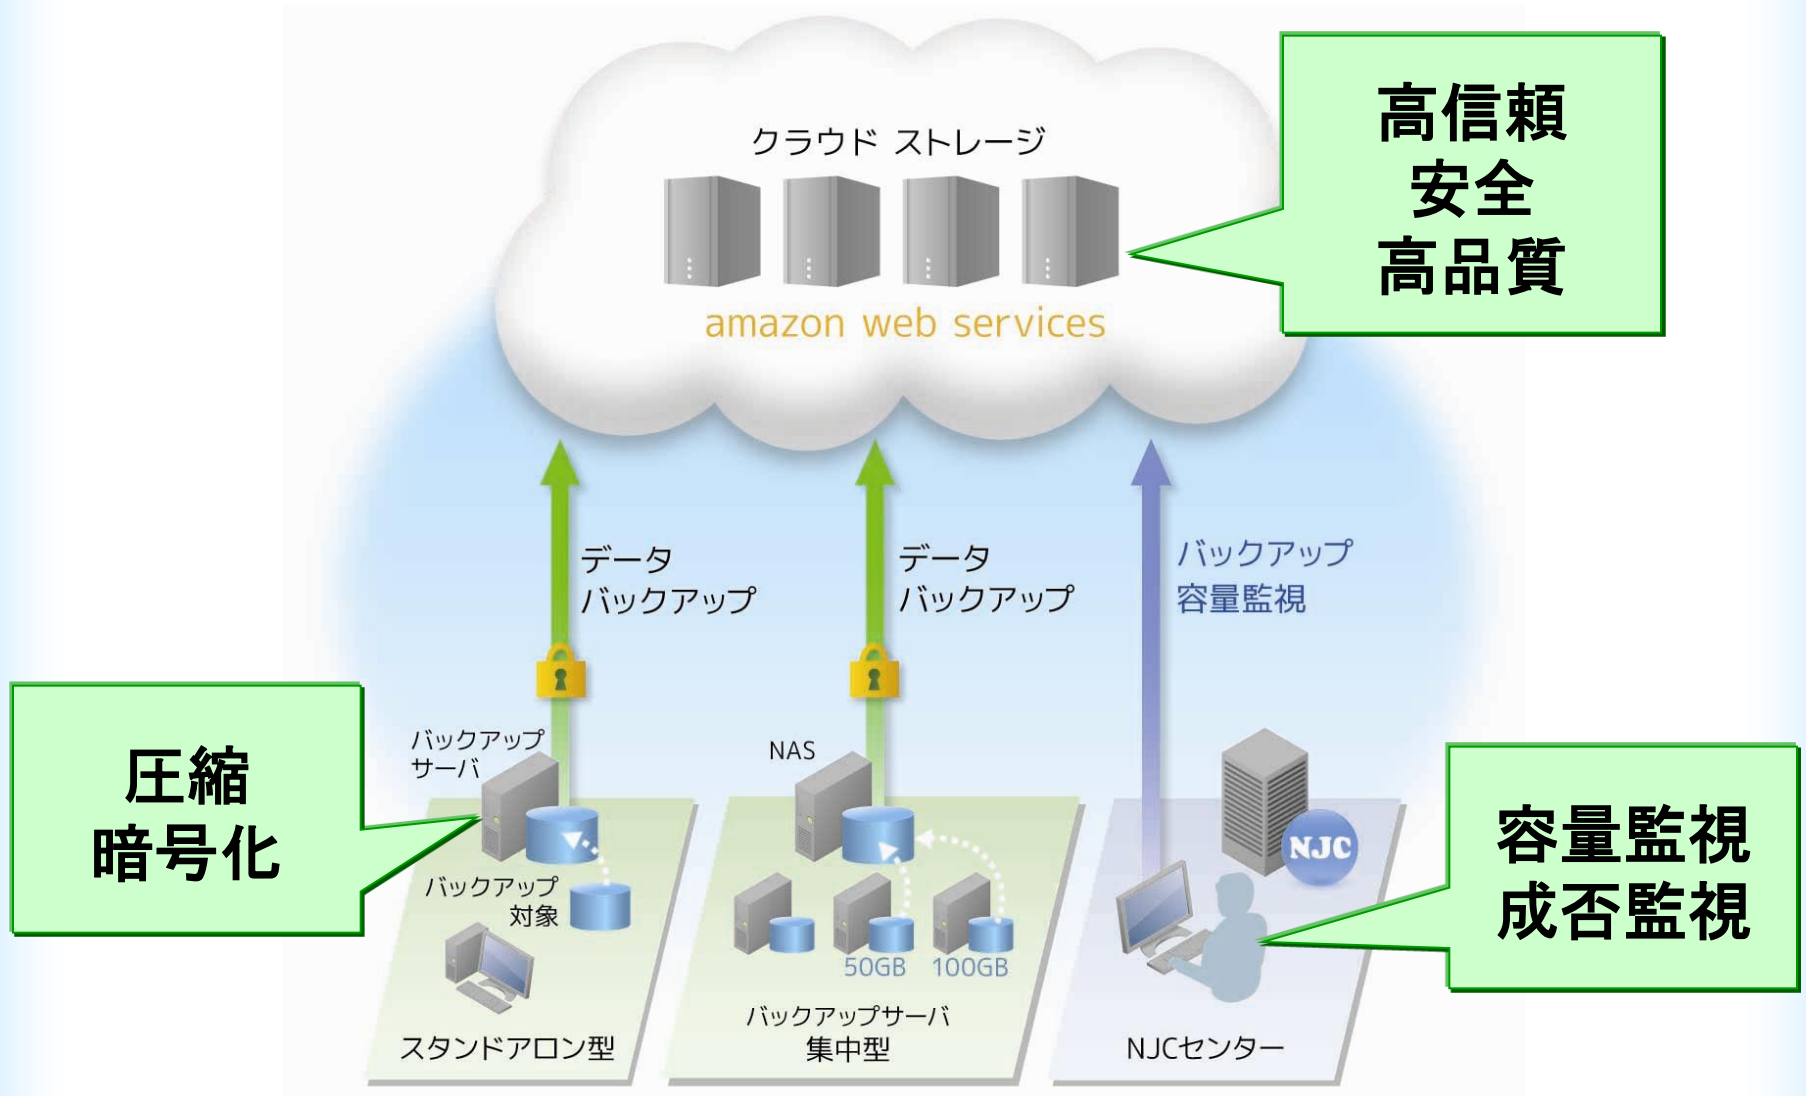 クラウド ストレージ
amazon web services
高信頼
安全
高品質
データ
バックアップ
データ
バックアップ
バックアップ
容量監視
圧縮
暗号化
バックアップ
サーバ
バックアップ
対象
スタンドアロン型
NAS
50GB
100GB
バックアップサーバ
集中型
NJC
NJCセンター
容量監視
成否監視